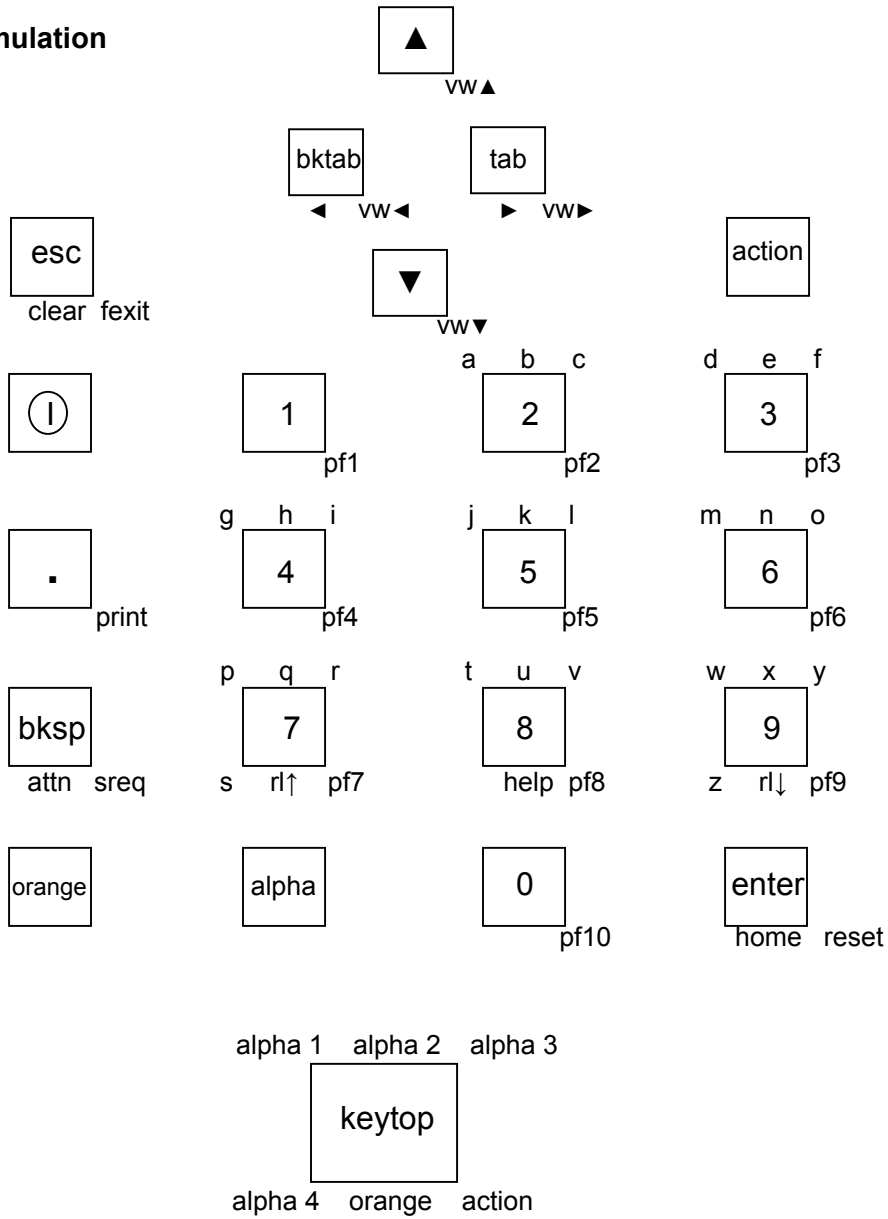 nulation
▲
vw▲
bktab tab
◄ vw◄ ► vw►
esc action
▼
clear fexit
vw▼
a b c d e f
I 1 2 3
pf1 pf2 pf3
g h i j k l m n o
. 4 5 6
print pf4 pf5 pf6
p q r t u v w x y
bksp 7 8 9
attn sreq s rl↑ pf7 help pf8 z rl↓ pf9
orange alpha 0 enter
pf10 home reset
alpha 1 alpha 2 alpha 3
keytop
alpha 4 orange action